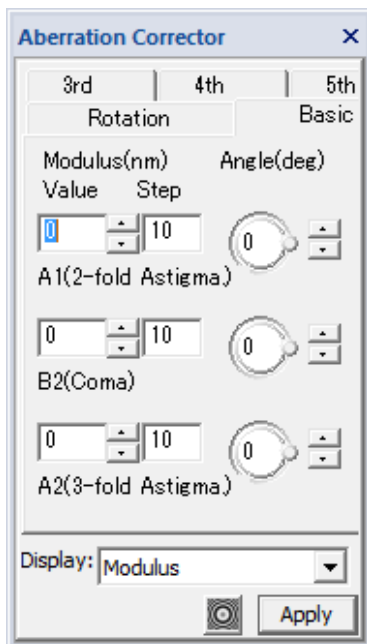 Aberration Corrector
3rd 4th 5th
Rotation Basic
Modulus(nm) Angle(deg)
Value Step
0 10 0
A1(2-fold Astigma.)
0 10 0
B2(Coma)
0 10 0
A2(3-fold Astigma.)
Display: Modulus
Apply